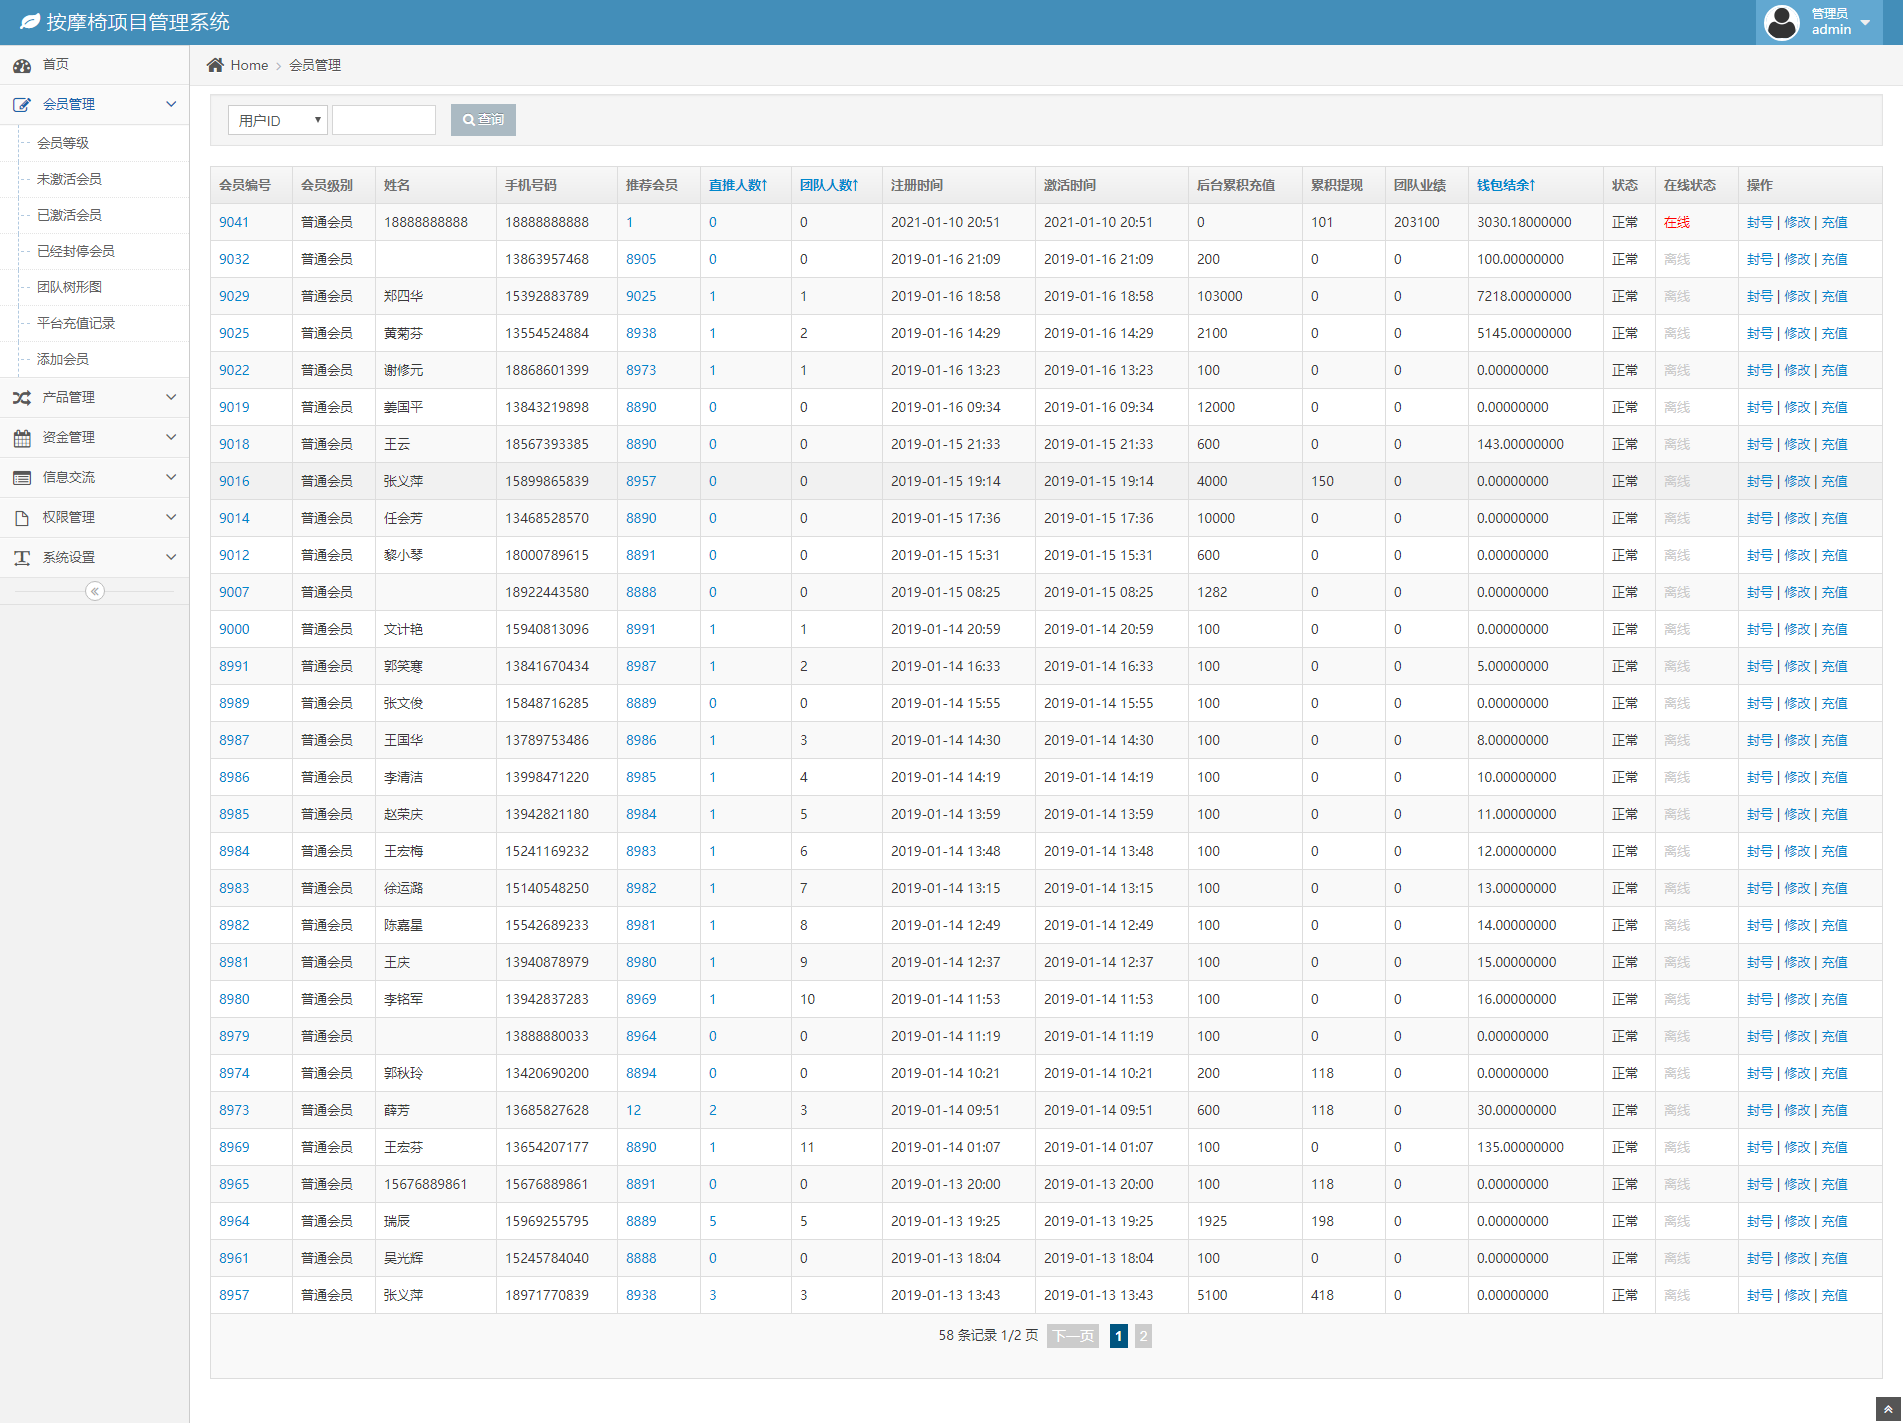 按摩椅项目管理系统
管理员
admin
首页
会员管理
会员等级
未激活会员
已激活会员
已经封停会员
团队树形图
平台充值记录
添加会员
产品管理
资金管理
信息交流
权限管理
系统设置
Home > 会员管理
用户ID 查询
会员编号 会员级别 姓名 手机号码 推荐会员 直推人数↑ 团队人数↑ 注册时间 激活时间 后台累积充值 累积提现 团队业绩 钱包结余↑ 状态 在线状态 操作
9041 普通会员 18888888888 18888888888 1 0 0 2021-01-10 20:51 2021-01-10 20:51 0 101 203100 3030.18000000 正常 在线 封号 | 修改 | 充值
9032 普通会员 13863957468 8905 0 0 2019-01-16 21:09 2019-01-16 21:09 200 0 0 100.00000000 正常 离线 封号 | 修改 | 充值
9029 普通会员 郑四华 15392883789 9025 1 1 2019-01-16 18:58 2019-01-16 18:58 103000 0 0 7218.00000000 正常 离线 封号 | 修改 | 充值
9025 普通会员 黄菊芬 13554524884 8938 1 2 2019-01-16 14:29 2019-01-16 14:29 2100 0 0 5145.00000000 正常 离线 封号 | 修改 | 充值
9022 普通会员 谢修元 18868601399 8973 1 1 2019-01-16 13:23 2019-01-16 13:23 100 0 0 0.00000000 正常 离线 封号 | 修改 | 充值
9019 普通会员 姜国平 13843219898 8890 0 0 2019-01-16 09:34 2019-01-16 09:34 12000 0 0 0.00000000 正常 离线 封号 | 修改 | 充值
9018 普通会员 王云 18567393385 8890 0 0 2019-01-15 21:33 2019-01-15 21:33 600 0 0 143.00000000 正常 离线 封号 | 修改 | 充值
9016 普通会员 张义萍 15899865839 8957 0 0 2019-01-15 19:14 2019-01-15 19:14 4000 150 0 0.00000000 正常 离线 封号 | 修改 | 充值
9014 普通会员 任会芳 13468528570 8890 0 0 2019-01-15 17:36 2019-01-15 17:36 10000 0 0 0.00000000 正常 离线 封号 | 修改 | 充值
9012 普通会员 黎小琴 18000789615 8891 0 0 2019-01-15 15:31 2019-01-15 15:31 600 0 0 0.00000000 正常 离线 封号 | 修改 | 充值
9007 普通会员 18922443580 8888 0 0 2019-01-15 08:25 2019-01-15 08:25 1282 0 0 0.00000000 正常 离线 封号 | 修改 | 充值
9000 普通会员 文计艳 15940813096 8991 1 1 2019-01-14 20:59 2019-01-14 20:59 100 0 0 0.00000000 正常 离线 封号 | 修改 | 充值
8991 普通会员 郭笑寒 13841670434 8987 1 2 2019-01-14 16:33 2019-01-14 16:33 100 0 0 5.00000000 正常 离线 封号 | 修改 | 充值
8989 普通会员 张文俊 15848716285 8889 0 0 2019-01-14 15:55 2019-01-14 15:55 100 0 0 0.00000000 正常 离线 封号 | 修改 | 充值
8987 普通会员 王国华 13789753486 8986 1 3 2019-01-14 14:30 2019-01-14 14:30 100 0 0 8.00000000 正常 离线 封号 | 修改 | 充值
8986 普通会员 李清洁 13998471220 8985 1 4 2019-01-14 14:19 2019-01-14 14:19 100 0 0 10.00000000 正常 离线 封号 | 修改 | 充值
8985 普通会员 赵荣庆 13942821180 8984 1 5 2019-01-14 13:59 2019-01-14 13:59 100 0 0 11.00000000 正常 离线 封号 | 修改 | 充值
8984 普通会员 王宏梅 15241169232 8983 1 6 2019-01-14 13:48 2019-01-14 13:48 100 0 0 12.00000000 正常 离线 封号 | 修改 | 充值
8983 普通会员 徐运潞 15140548250 8982 1 7 2019-01-14 13:15 2019-01-14 13:15 100 0 0 13.00000000 正常 离线 封号 | 修改 | 充值
8982 普通会员 陈嘉星 15542689233 8981 1 8 2019-01-14 12:49 2019-01-14 12:49 100 0 0 14.00000000 正常 离线 封号 | 修改 | 充值
8981 普通会员 王庆 13940878979 8980 1 9 2019-01-14 12:37 2019-01-14 12:37 100 0 0 15.00000000 正常 离线 封号 | 修改 | 充值
8980 普通会员 李铭军 13942837283 8969 1 10 2019-01-14 11:53 2019-01-14 11:53 100 0 0 16.00000000 正常 离线 封号 | 修改 | 充值
8979 普通会员 13888880033 8964 0 0 2019-01-14 11:19 2019-01-14 11:19 100 0 0 0.00000000 正常 离线 封号 | 修改 | 充值
8974 普通会员 郭秋玲 13420690200 8894 0 0 2019-01-14 10:21 2019-01-14 10:21 200 118 0 0.00000000 正常 离线 封号 | 修改 | 充值
8973 普通会员 薛芳 13685827628 12 2 3 2019-01-14 09:51 2019-01-14 09:51 600 118 0 30.00000000 正常 离线 封号 | 修改 | 充值
8969 普通会员 王宏芬 13654207177 8890 1 11 2019-01-14 01:07 2019-01-14 01:07 100 0 0 135.00000000 正常 离线 封号 | 修改 | 充值
8965 普通会员 15676889861 15676889861 8891 0 0 2019-01-13 20:00 2019-01-13 20:00 100 118 0 0.00000000 正常 离线 封号 | 修改 | 充值
8964 普通会员 瑞辰 15969255795 8889 5 5 2019-01-13 19:25 2019-01-13 19:25 1925 198 0 0.00000000 正常 离线 封号 | 修改 | 充值
8961 普通会员 吴光辉 15245784040 8888 0 0 2019-01-13 18:04 2019-01-13 18:04 100 0 0 0.00000000 正常 离线 封号 | 修改 | 充值
8957 普通会员 张义萍 18971770839 8938 3 3 2019-01-13 13:43 2019-01-13 13:43 5100 418 0 0.00000000 正常 离线 封号 | 修改 | 充值
58 条记录 1/2 页 下一页 1 2